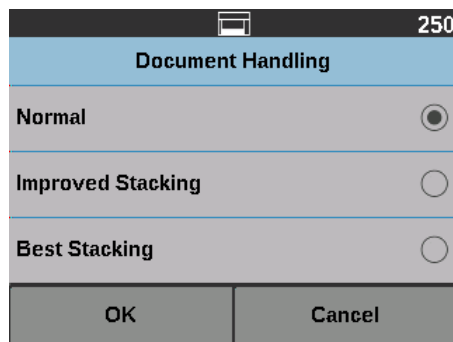 250
Document Handling
Normal
Improved Stacking
Best Stacking
OK
Cancel